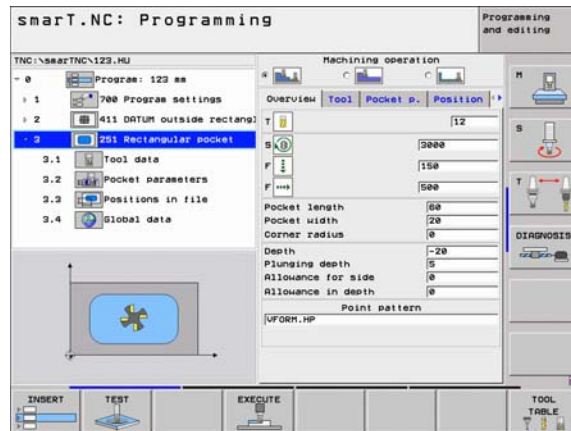 smarT.NC: Programming
Programming and editing
TNC:\smarTNC\123.HU
- 0 Program: 123 mm
1 700 Program settings
2 411 DATUM outside rectang
3 251 Rectangular pocket
3.1 Tool data
3.2 Pocket parameters
3.3 Positions in file
3.4 Global data
Machining operation
Overview Tool Pocket p. Position
T 12
S 3000
F 150
F 500
Pocket length 60
Pocket width 20
Corner radius 0
Depth -20
Plunging depth 5
Allowance for side 0
Allowance in depth 0
Point pattern
VFORM.HP
M
S
T
DIAGNOSIS
INSERT
TEST
EXECUTE
TOOL TABLE